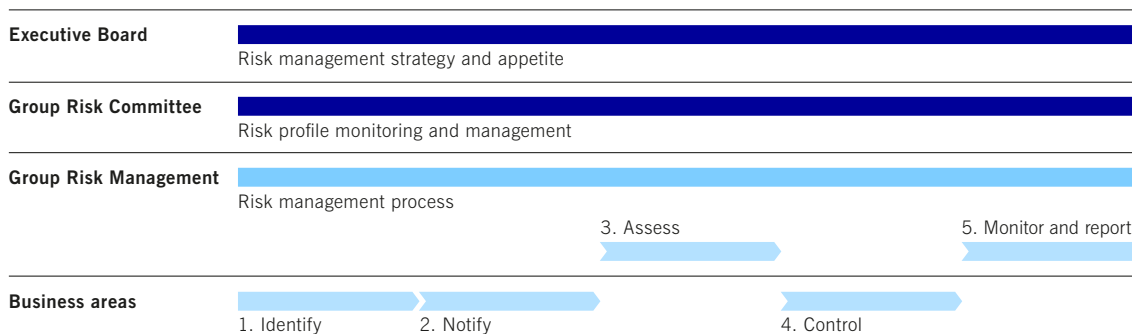 Executive Board
Risk management strategy and appetite
Group Risk Committee
Risk profile monitoring and management
Group Risk Management
Risk management process
3. Assess
5. Monitor and report
Business areas
1. Identify
2. Notify
4. Control